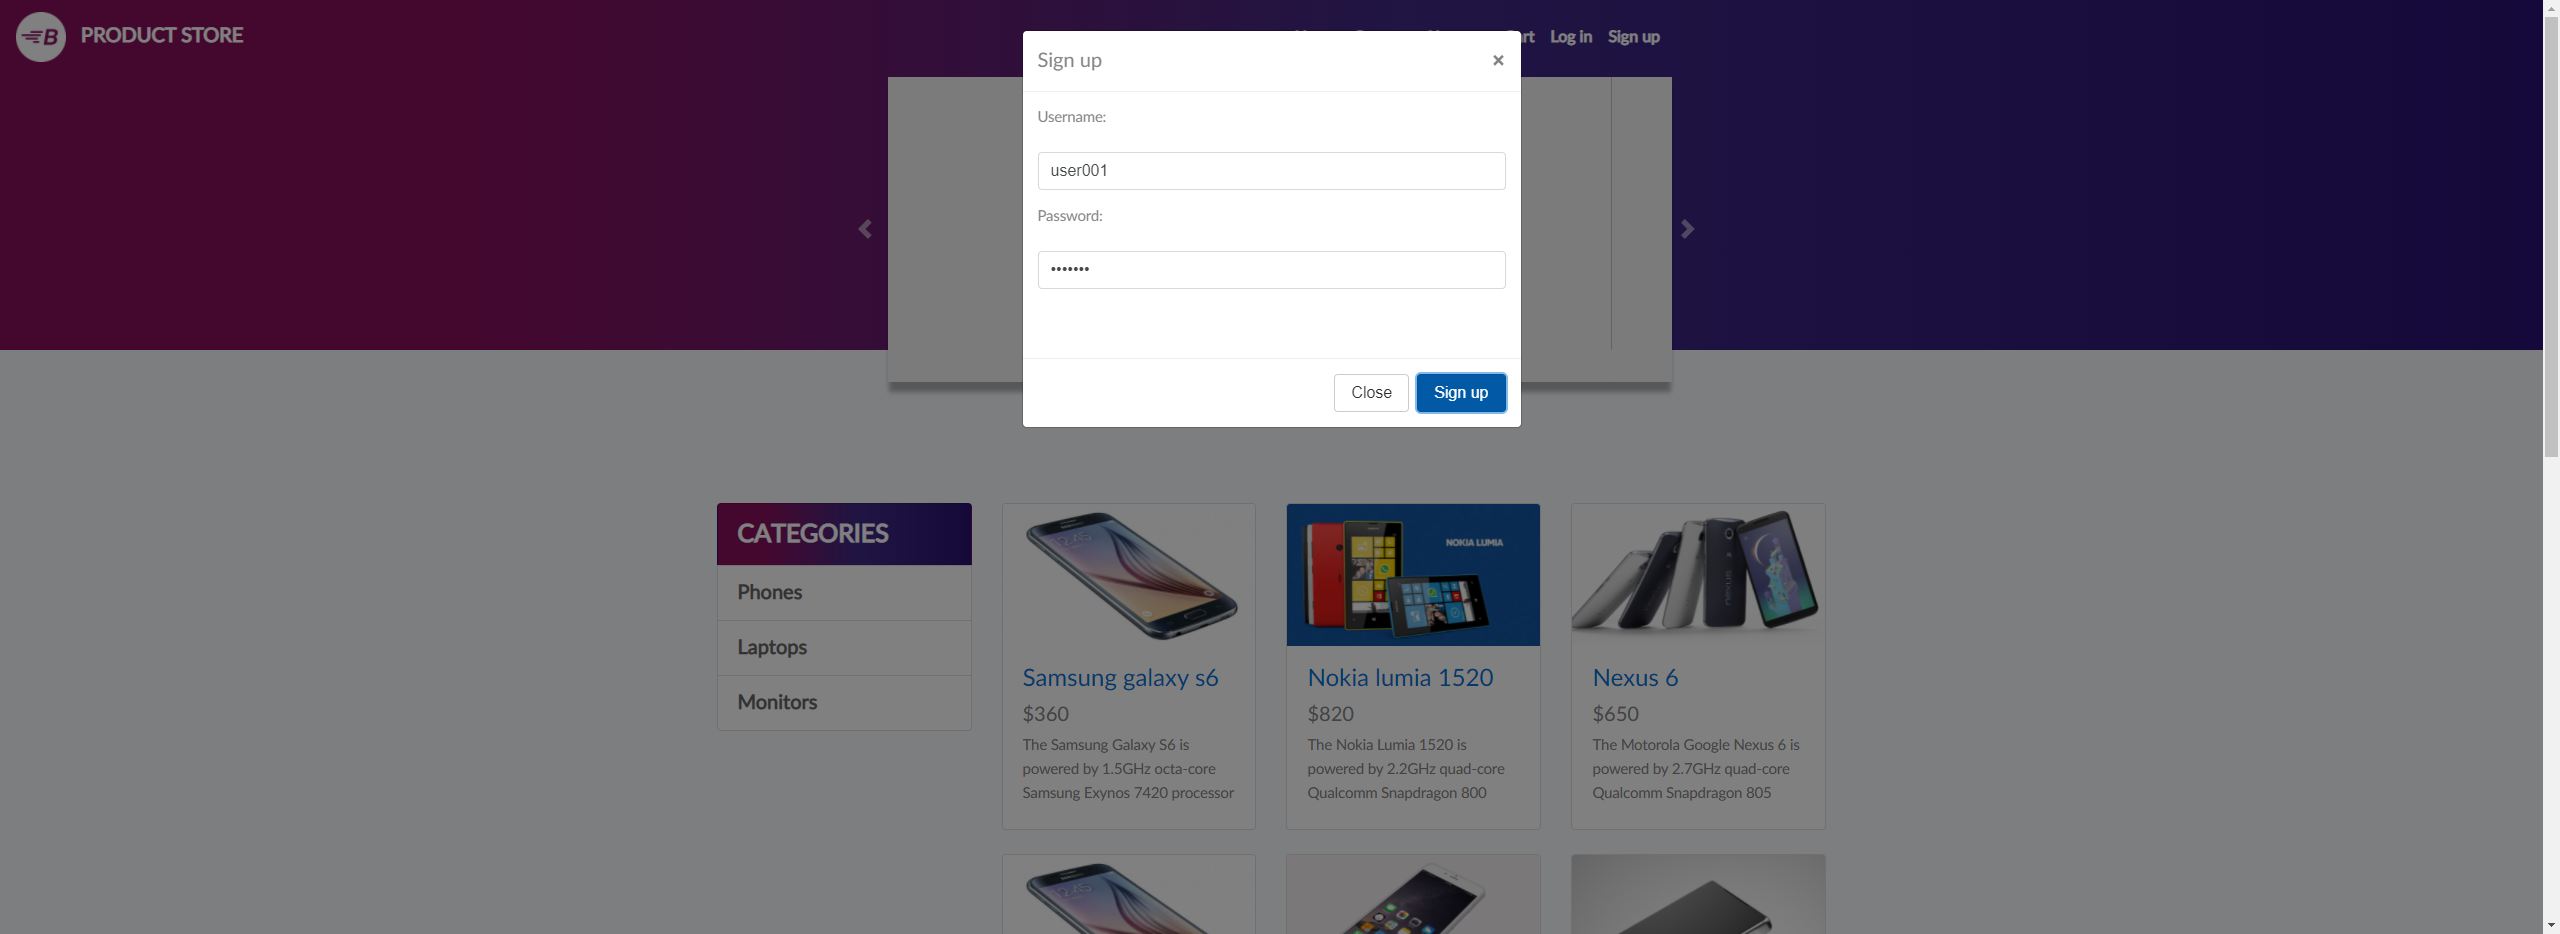 B PRODUCT STORE
Log in Sign up
Sign up ×
Username:
user001
Password:
•••••••
Close Sign up
CATEGORIES
Phones
Laptops
Monitors
NOKIA LUMIA
Samsung galaxy s6
$360
The Samsung Galaxy S6 is
powered by 1.5GHz octa-core
Samsung Exynos 7420 processor
Nokia lumia 1520
$820
The Nokia Lumia 1520 is
powered by 2.2GHz quad-core
Qualcomm Snapdragon 800
Nexus 6
$650
The Motorola Google Nexus 6 is
powered by 2.7GHz quad-core
Qualcomm Snapdragon 805